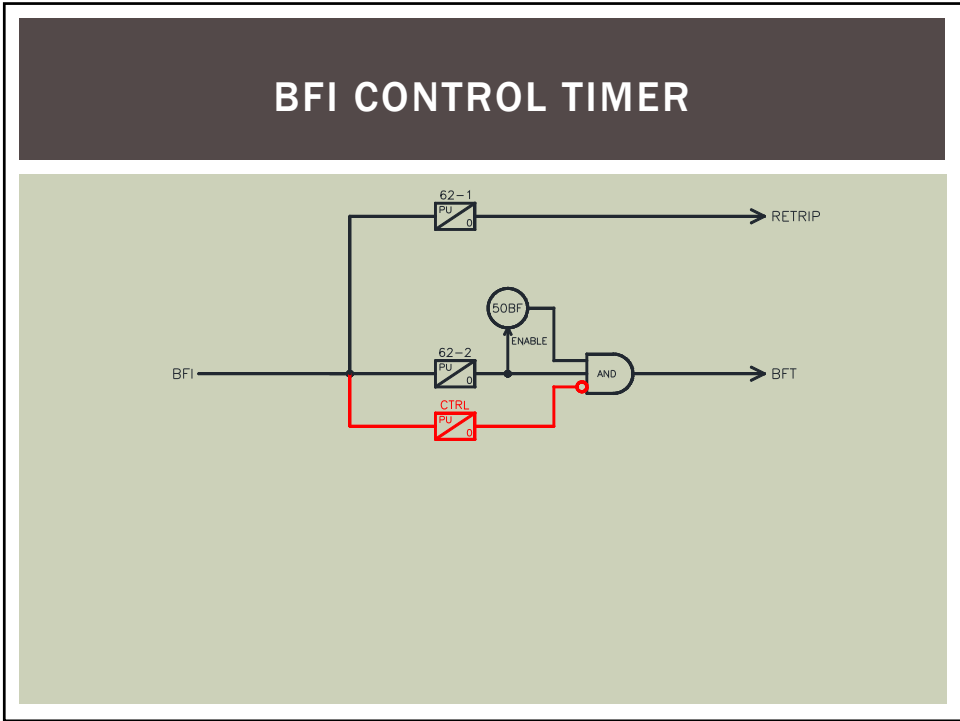 BFI CONTROL TIMER
62-1
PU
0
RETRIP
50BF
ENABLE
62-2
PU
0
BFI
AND
BFT
CTRL
PU
0